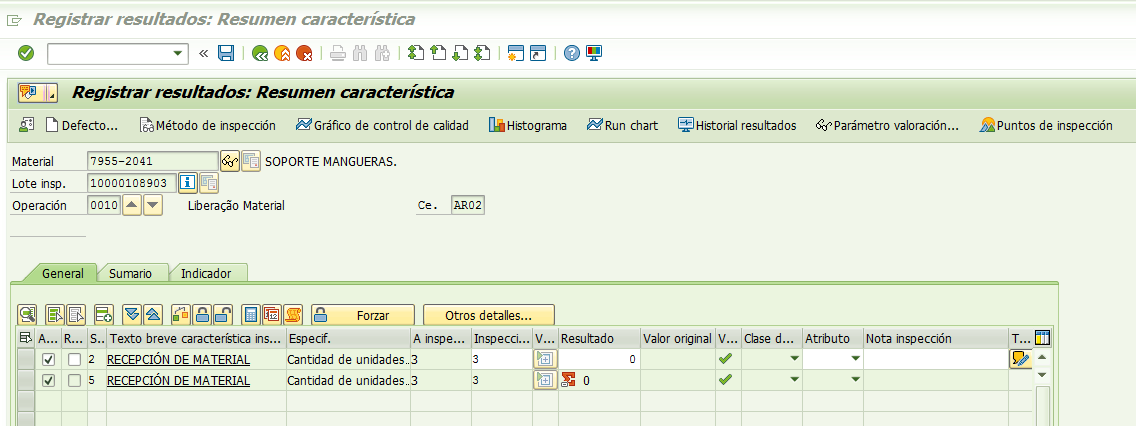 Registrar resultados: Resumen característica
Registrar resultados: Resumen característica
Defecto... Método de inspección Gráfico de control de calidad Histograma Run chart Historial resultados Parámetro valoración... Puntos de inspección
Material 7955-2041 SOPORTE MANGUERAS.
Lote insp. 10000108903
Operación 0010 Liberação Material Ce. AR02
General Sumario Indicador
Forzar Otros detalles...
A... R... S... Texto breve característica ins... Especif. A inspe... Inspecci... V... Resultado Valor original V... Clase d... Atributo Nota inspección T...
2 RECEPCIÓN DE MATERIAL Cantidad de unidades... 3 3 0
5 RECEPCIÓN DE MATERIAL Cantidad de unidades... 3 3 0